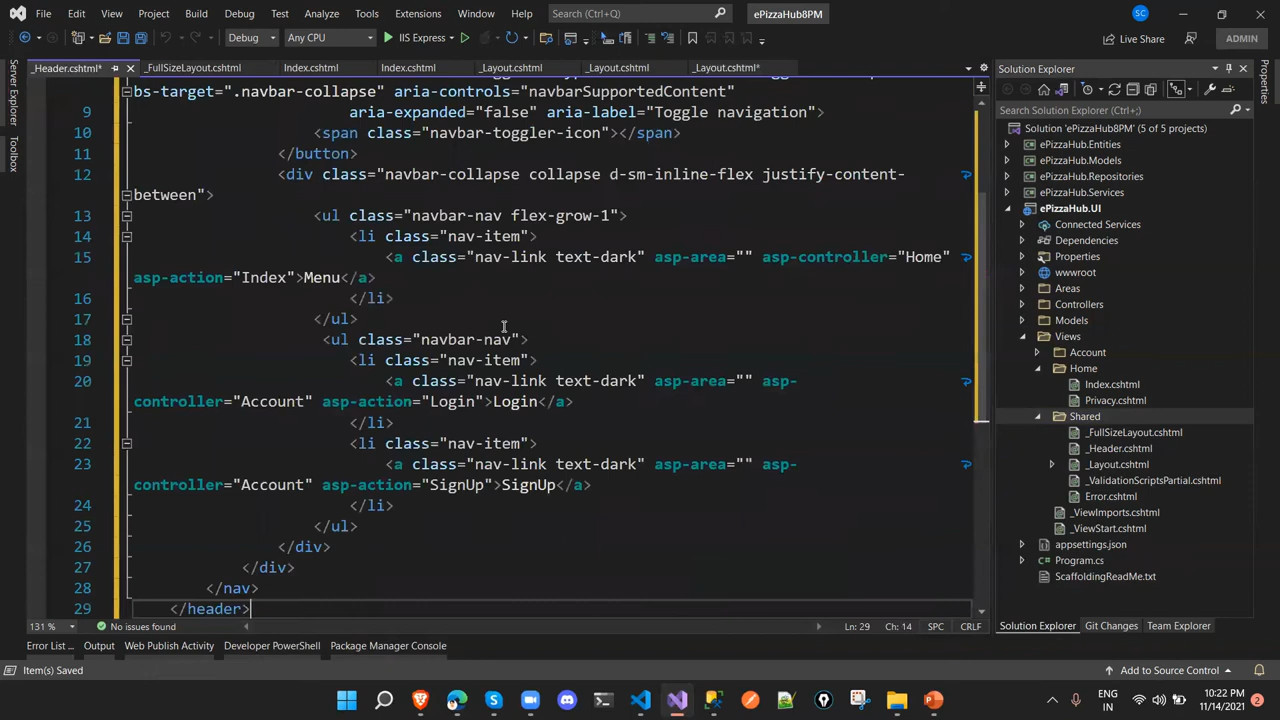 File Edit View Git Project Build Debug Test Analyze Tools Extensions Window Help Search (Ctrl+Q) ePizzaHub8PM SC
Debug Any CPU IIS Express Live Share ADMIN
_Header.cshtml* _FullSizeLayout.cshtml Index.cshtml Index.cshtml _Layout.cshtml _Layout.cshtml _Layout.cshtml*
Server Explorer
Toolbox
bs-target=".navbar-collapse" aria-controls="navbarSupportedContent"
9 aria-expanded="false" aria-label="Toggle navigation">
10 <span class="navbar-toggler-icon"></span>
11 </button>
12 <div class="navbar-collapse collapse d-sm-inline-flex justify-content-
between">
13 <ul class="navbar-nav flex-grow-1">
14 <li class="nav-item">
15 <a class="nav-link text-dark" asp-area="" asp-controller="Home"
asp-action="Index">Menu</a>
16 </li>
17 </ul>
18 <ul class="navbar-nav">
19 <li class="nav-item">
20 <a class="nav-link text-dark" asp-area="" asp-
controller="Account" asp-action="Login">Login</a>
21 </li>
22 <li class="nav-item">
23 <a class="nav-link text-dark" asp-area="" asp-
controller="Account" asp-action="SignUp">SignUp</a>
24 </li>
25 </ul>
26 </div>
27 </div>
28 </nav>
29 </header>
131 % No issues found Ln: 29 Ch: 14 SPC CRLF
Error List ... Output Web Publish Activity Developer PowerShell Package Manager Console
Solution Explorer
Search Solution Explorer (Ctrl+;)
Solution 'ePizzaHub8PM' (5 of 5 projects)
ePizzaHub.Entities
ePizzaHub.Models
ePizzaHub.Repositories
ePizzaHub.Services
ePizzaHub.UI
Connected Services
Dependencies
Properties
wwwroot
Areas
Controllers
Models
Views
Account
Home
Index.cshtml
Privacy.cshtml
Shared
_FullSizeLayout.cshtml
_Header.cshtml
_Layout.cshtml
_ValidationScriptsPartial.cshtml
Error.cshtml
_ViewImports.cshtml
_ViewStart.cshtml
appsettings.json
Program.cs
ScaffoldingReadMe.txt
Solution Explorer Git Changes Team Explorer
Properties
Item(s) Saved Add to Source Control
ENG
IN
10:22 PM
11/14/2021
2